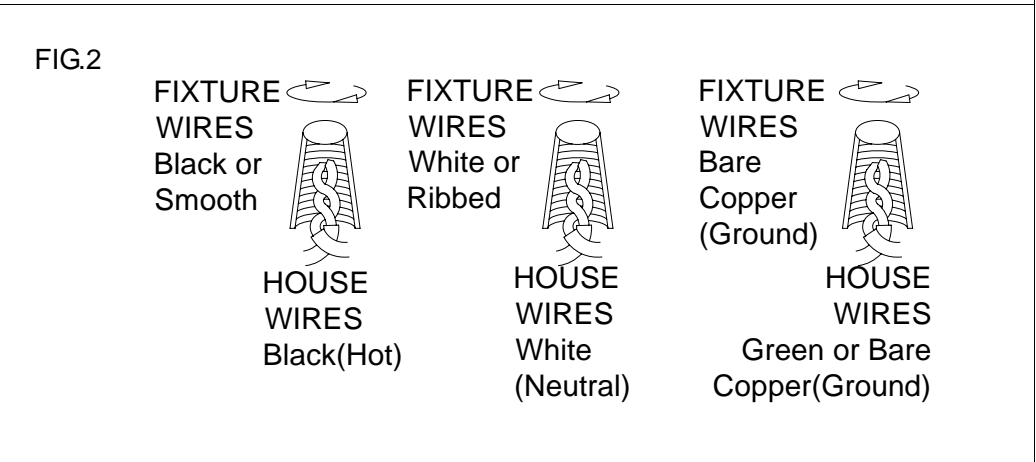 FIG.2
FIXTURE
WIRES
Black or
Smooth
HOUSE
WIRES
Black(Hot)
FIXTURE
WIRES
White or
Ribbed
HOUSE
WIRES
White
(Neutral)
FIXTURE
WIRES
Bare
Copper
(Ground)
HOUSE
WIRES
Green or Bare
Copper(Ground)